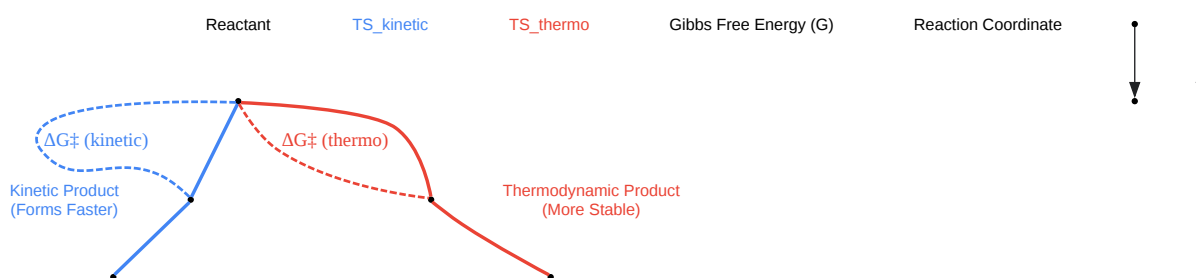 Reactant
TS_kinetic
TS_thermo
Gibbs Free Energy (G)
Reaction Coordinate
ΔG‡ (kinetic)
ΔG‡ (thermo)
Kinetic Product
(Forms Faster)
Thermodynamic Product
(More Stable)